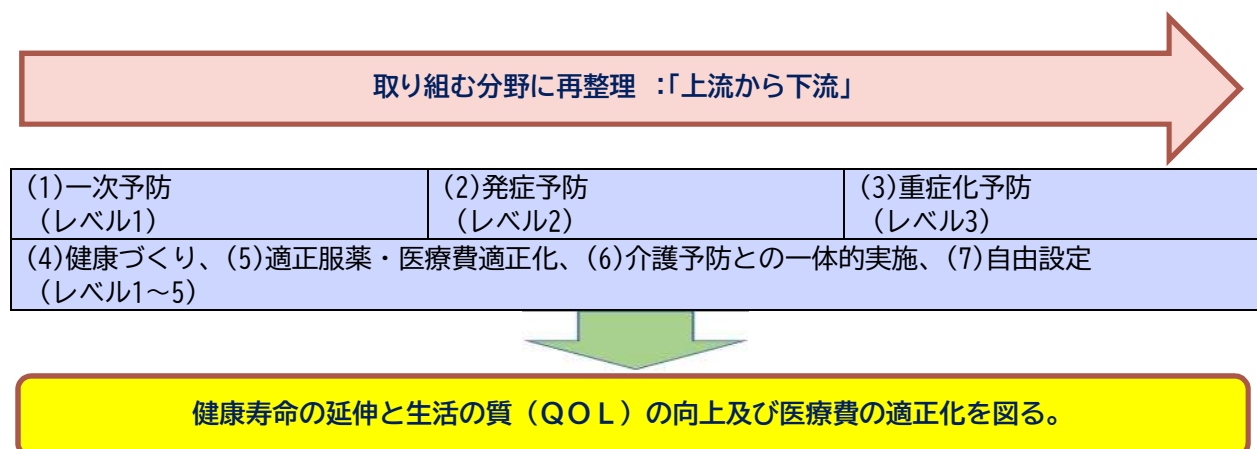 取り組む分野に再整理 :「上流から下流」
(1)一次予防
(レベル1)
(2)発症予防
(レベル2)
(3)重症化予防
(レベル3)
(4)健康づくり、(5)適正服薬・医療費適正化、(6)介護予防との一体的実施、(7)自由設定
(レベル1～5)
健康寿命の延伸と生活の質（ＱＯＬ）の向上及び医療費の適正化を図る。